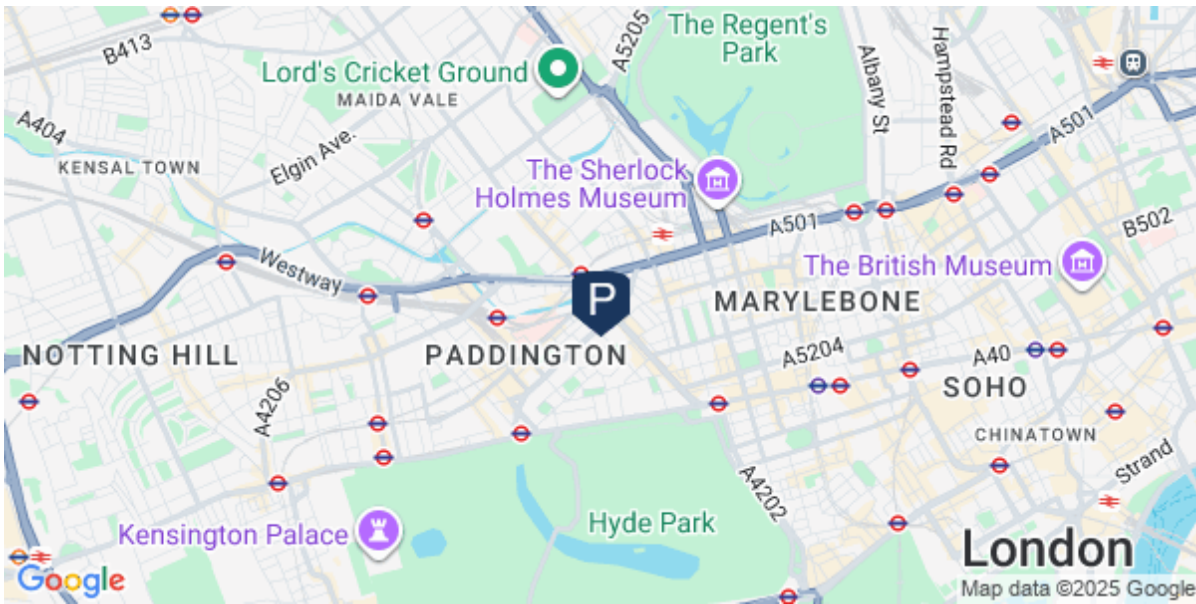 B413
A5205
The Regent's
Park
Lord's Cricket Ground
MAIDA VALE
Albany St
Hampstead Rd
A404
A501
KENSAL TOWN
Elgin Ave.
The Sherlock
Holmes Museum
A501
B502
Westway
The British Museum
P
MARYLEBONE
NOTTING HILL
PADDINGTON
A5204
A40
A4206
SOHO
CHINATOWN
Strand
A4202
Kensington Palace
Hyde Park
London
Google
Map data ©2025 Google